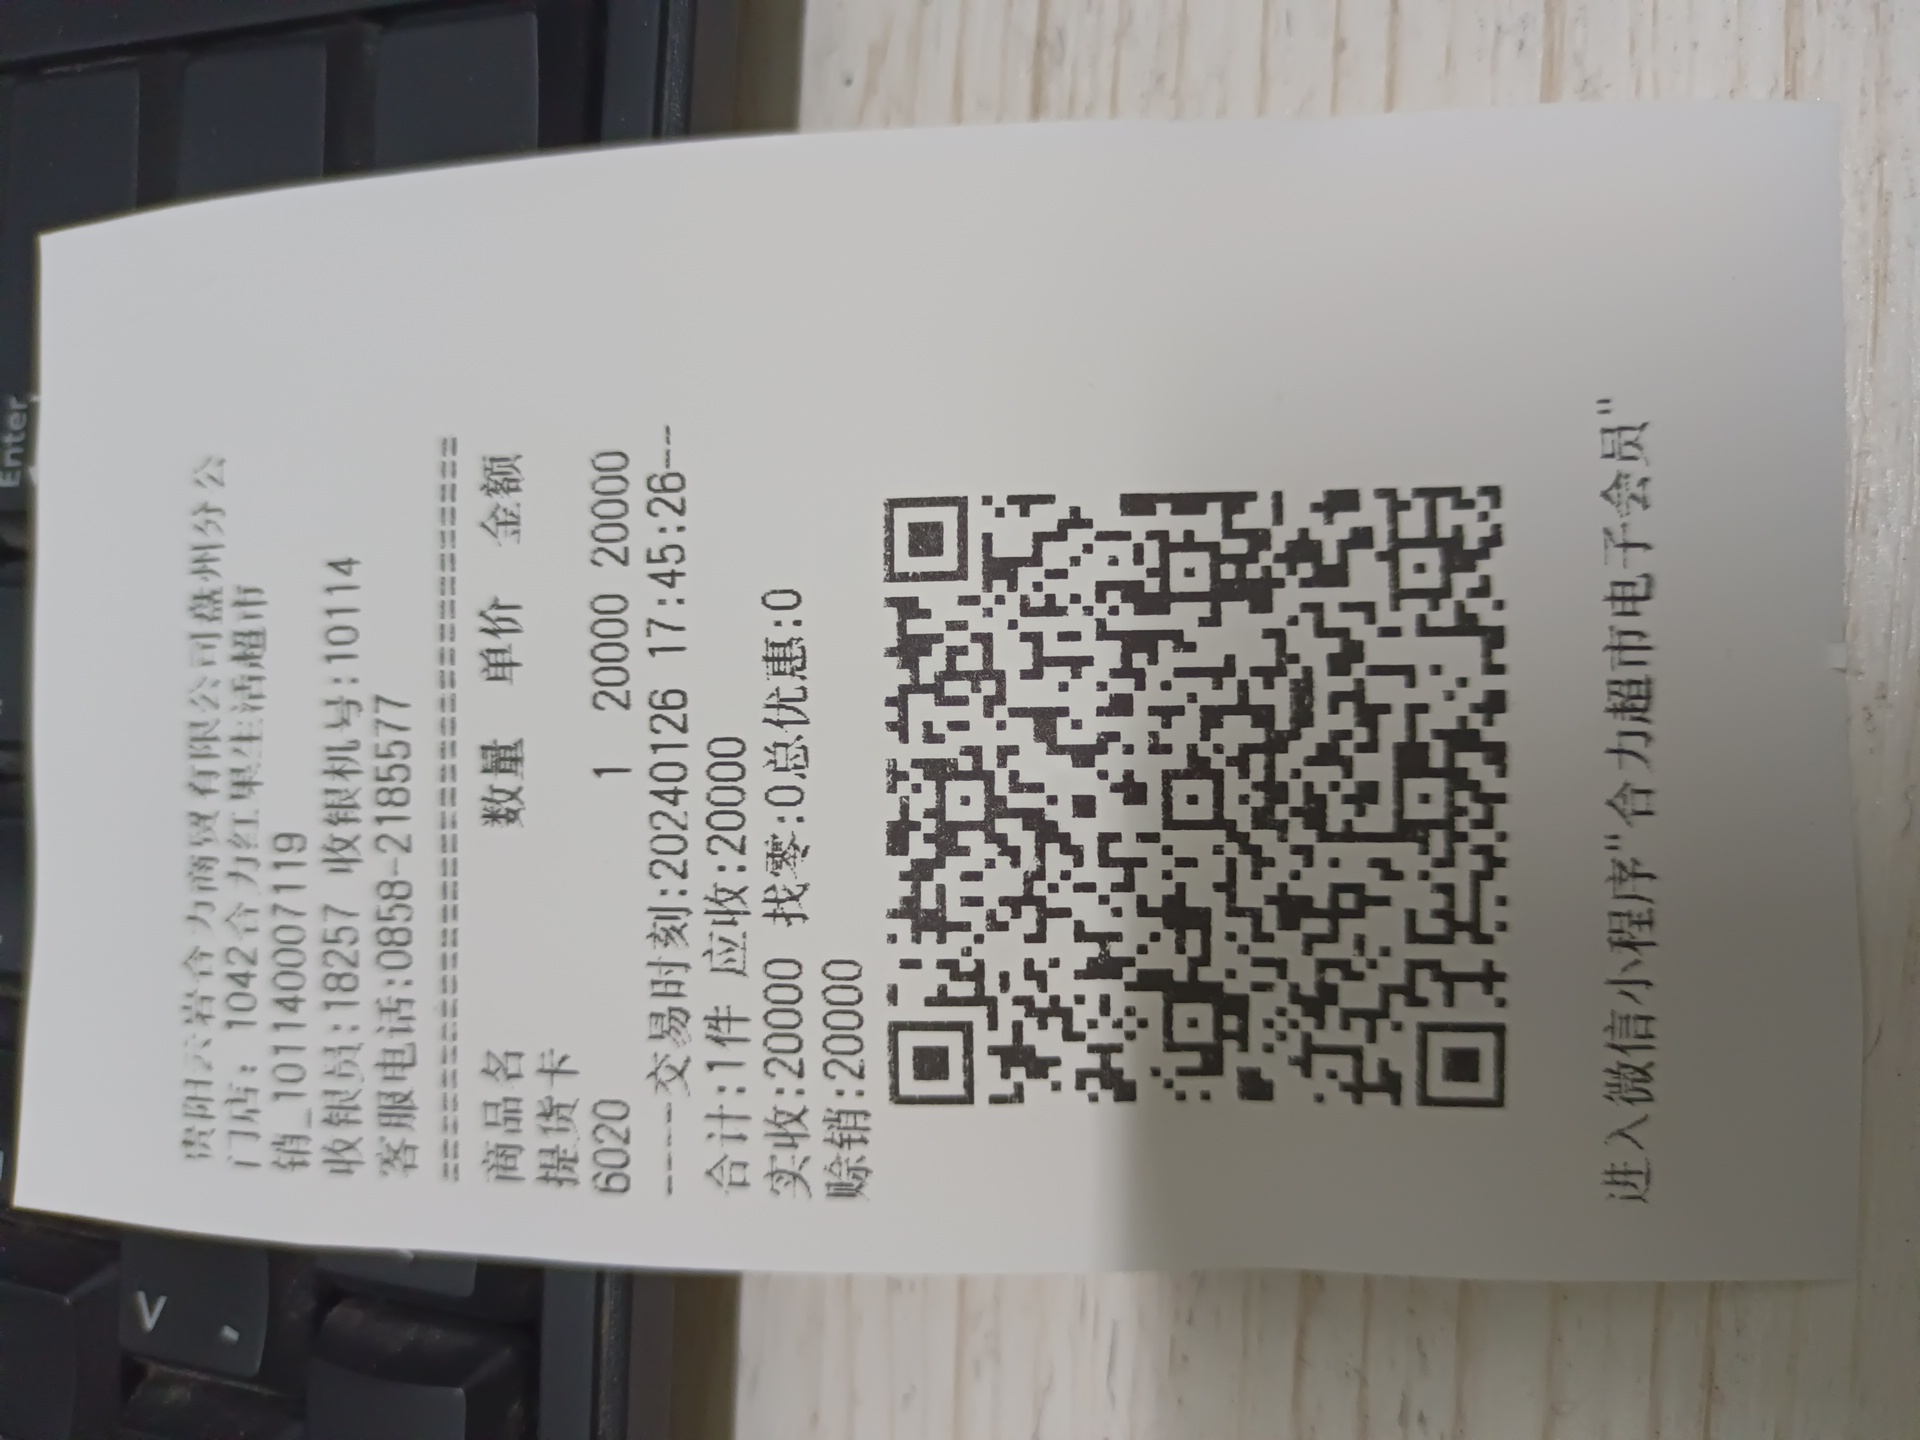 贵阳云岩合力商贸有限公司盘州分公
门店: 1042合力红果生活超市
销_101140007119
收银员:18257 收银机号:10114
客服电话:0858-2185577
========================================
商品名 数量 单价 金额
提货卡
6020 1 20000 20000
-----交易时刻:20240126 17:45:26---
合计:1件 应收:20000
实收:20000 找零:0总优惠:0
赊销:20000
进入微信小程序"合力超市电子会员"
Enter
<
,